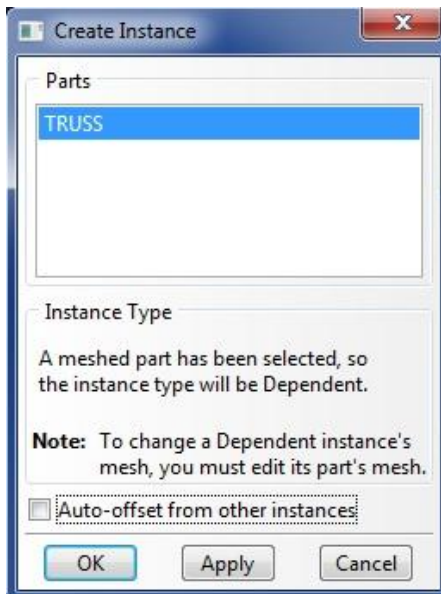 Create Instance
Parts
TRUSS
Instance Type
A meshed part has been selected, so
the instance type will be Dependent.
Note: To change a Dependent instance's
mesh, you must edit its part's mesh.
Auto-offset from other instances
OK Apply Cancel